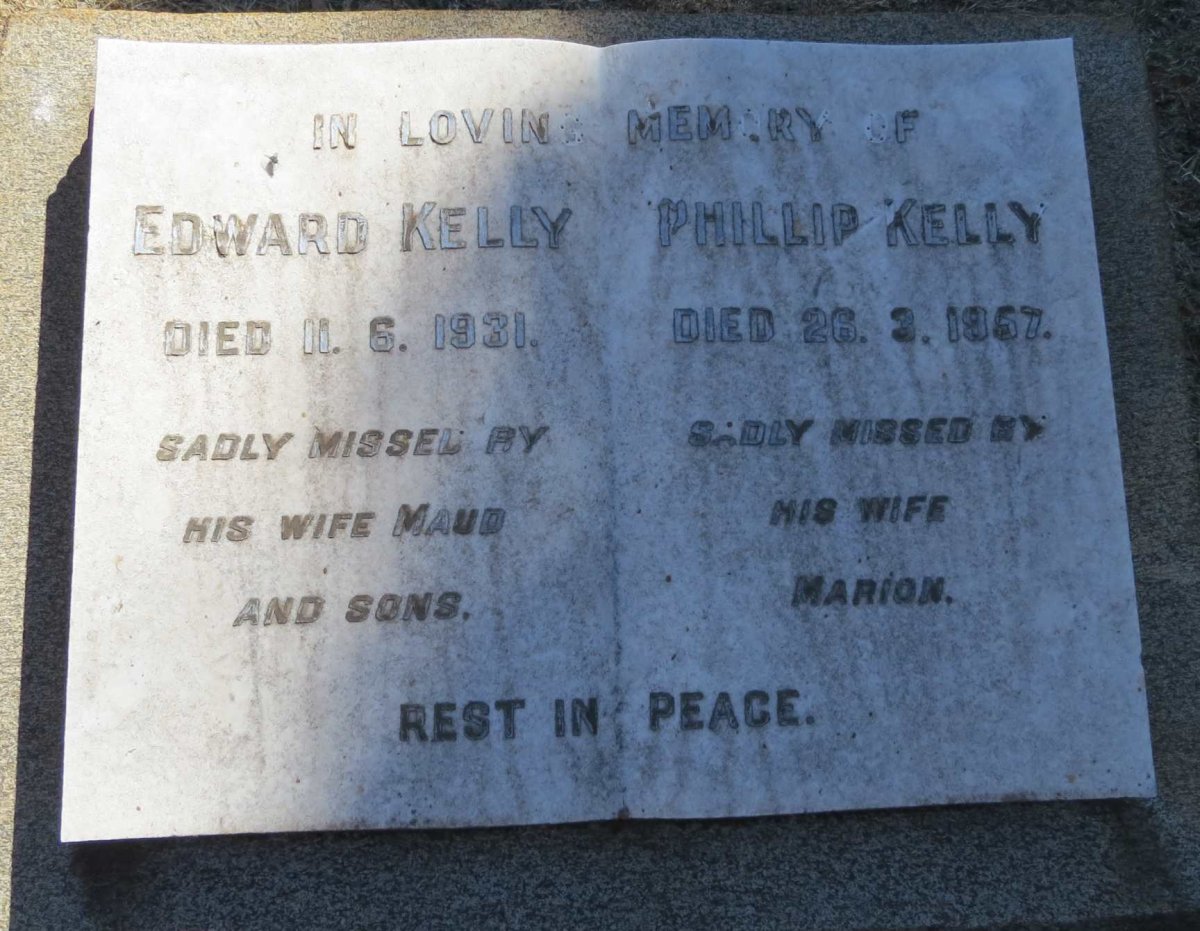 IN LOVING MEMORY OF
EDWARD KELLY
DIED 11. 6. 1931.
SADLY MISSED BY
HIS WIFE MAUD
AND SONS.
PHILLIP KELLY
DIED 26. 3. 1957.
SADLY MISSED BY
HIS WIFE
MARION.
REST IN PEACE.